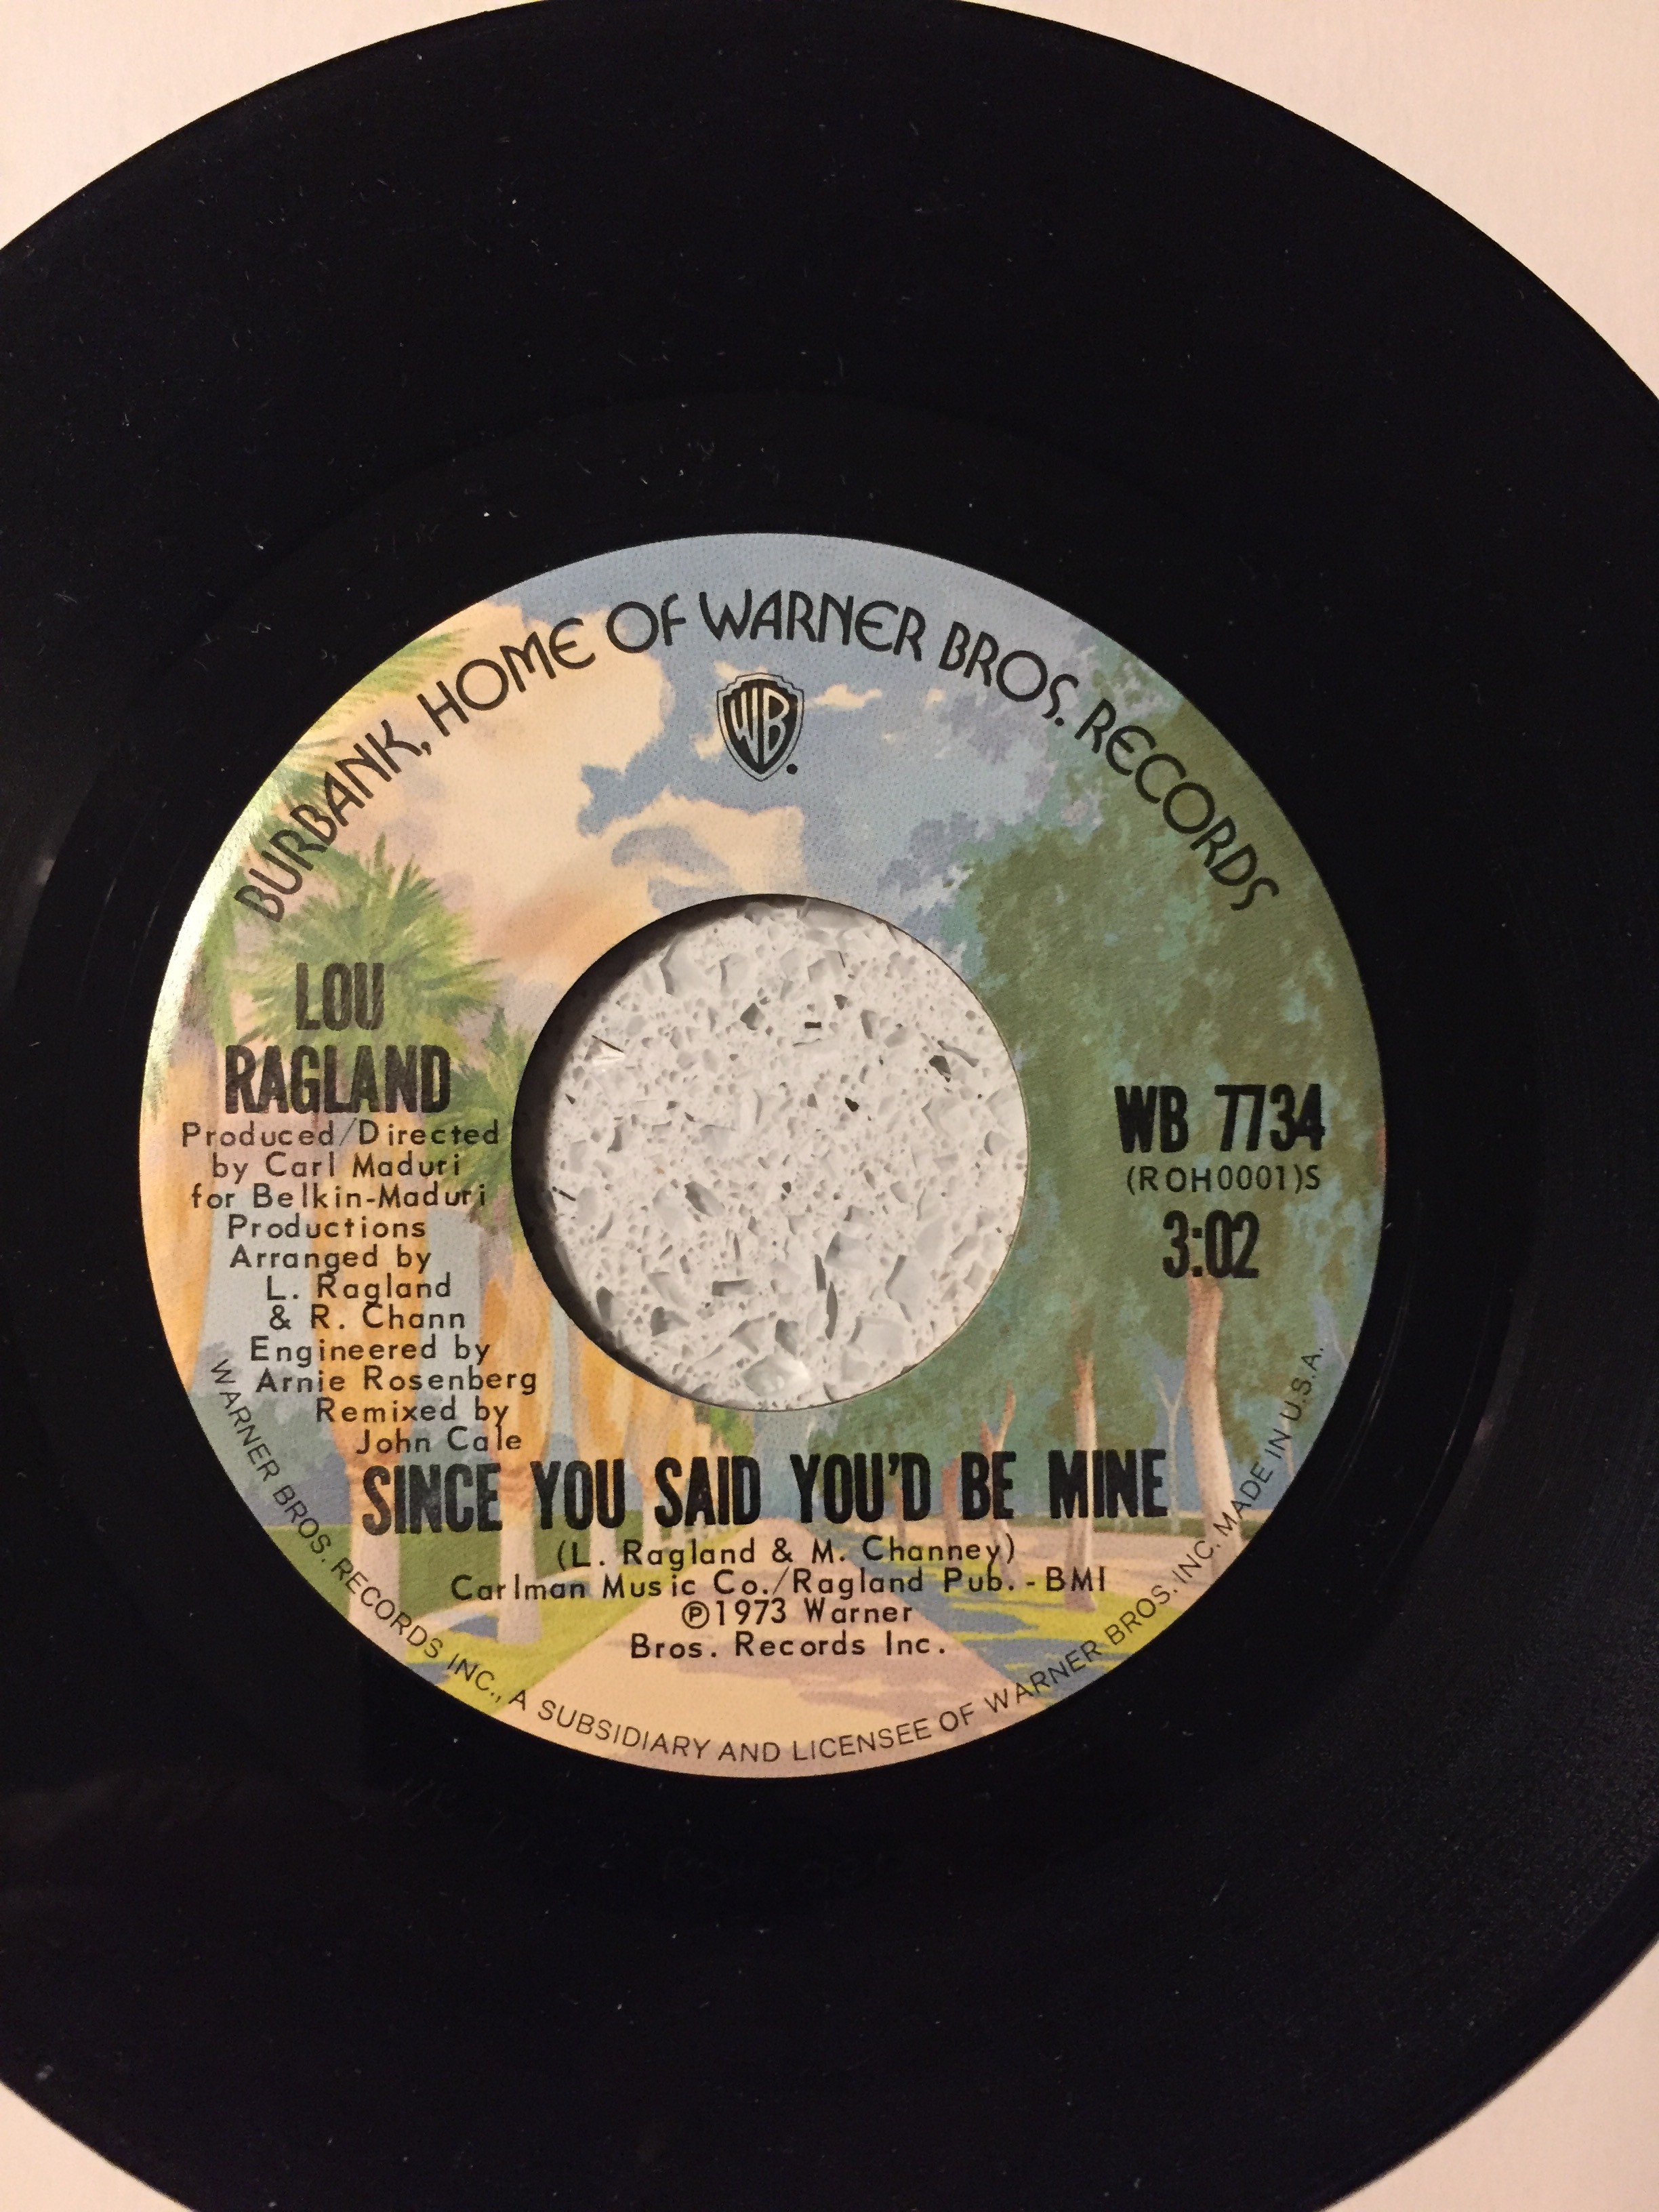 BURBANK, HOME OF WARNER BROS. RECORDS
WB
LOU
RAGLAND
Produced/Directed
by Carl Maduri
for Belkin-Maduri
Productions
Arranged by
L. Ragland
& R. Chann
Engineered by
Arnie Rosenberg
Remixed by
John Cale
WB 7734
(ROH0001)S
3:02
SINCE YOU SAID YOU'D BE MINE
(L. Ragland & M. Channey)
Carlman Music Co./Ragland Pub. - BMI
℗1973 Warner
Bros. Records Inc.
WARNER BROS. RECORDS INC., A SUBSIDIARY AND LICENSEE OF WARNER BROS. INC. MADE IN U.S.A.